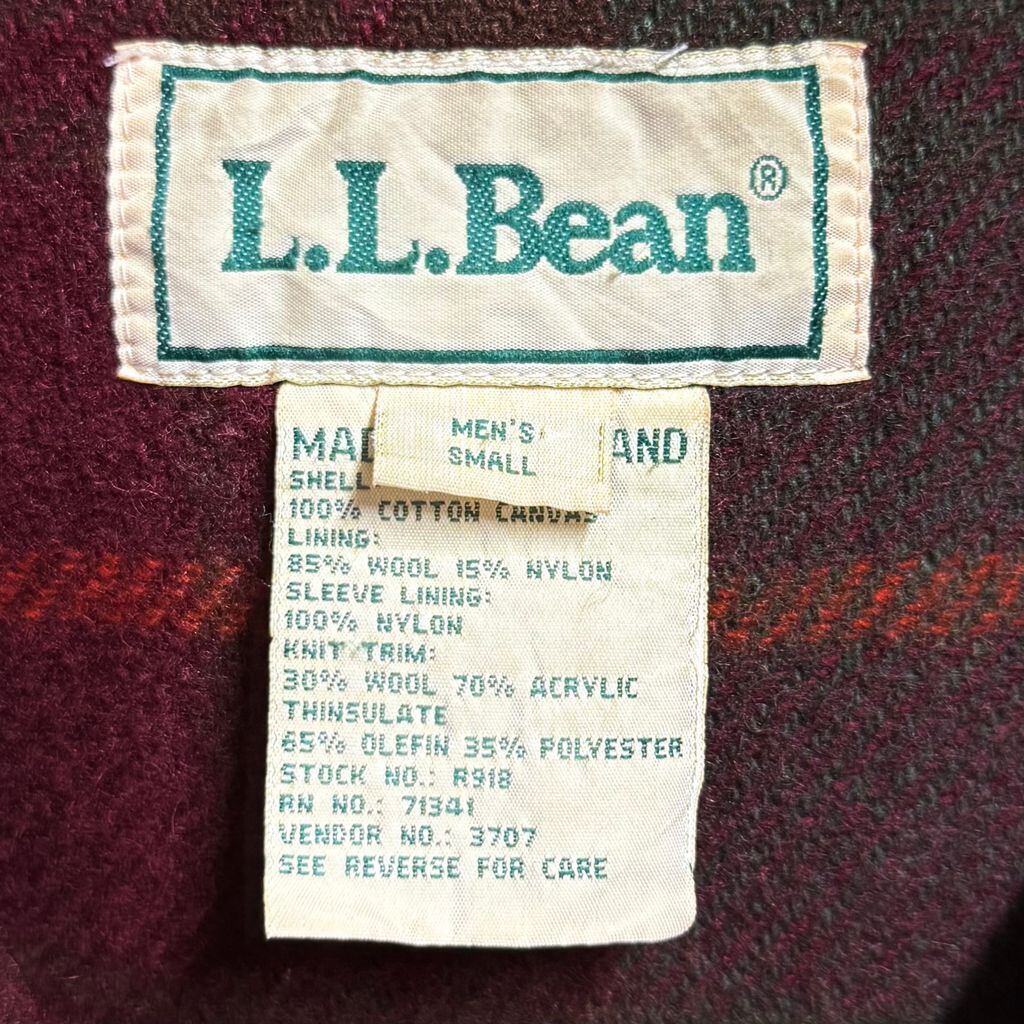 L.L.Bean®
MEN'S
SMALL
MAD AND
SHELL
100% COTTON CANVAS
LINING:
85% WOOL 15% NYLON
SLEEVE LINING:
100% NYLON
KNIT TRIM:
30% WOOL 70% ACRYLIC
THINSULATE
65% OLEFIN 35% POLYESTER
STOCK NO.: R918
RN NO.: 71341
VENDOR NO.: 3707
SEE REVERSE FOR CARE